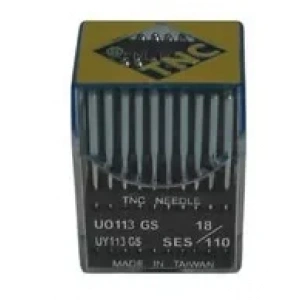 TNC
TNC NEEDLE
UO113 GS 18
UY113 GS SES /110
MADE IN TAIWAN